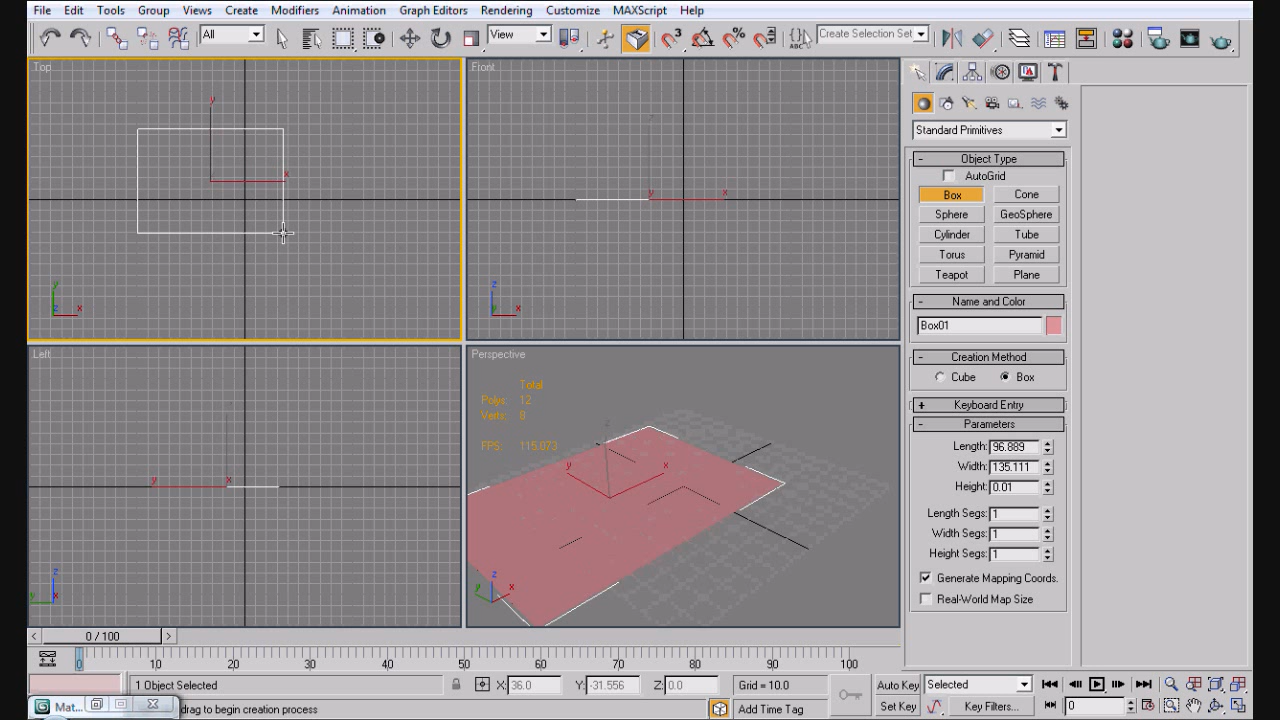 File Edit Tools Group Views Create Modifiers Animation Graph Editors Rendering Customize MAXScript Help
All View 3 Create Selection Set
Top
y
x
y
z x
Front
y x
z
y x
Left
y x
z
y x
Perspective
Total
Polys: 12
Verts: 8
FPS: 115.073
z
y x
z
y x
Standard Primitives
- Object Type
AutoGrid
Box Cone
Sphere GeoSphere
Cylinder Tube
Torus Pyramid
Teapot Plane
- Name and Color
Box01
- Creation Method
Cube Box
+ Keyboard Entry
- Parameters
Length: 96.889
Width: 135.111
Height: 0.01
Length Segs: 1
Width Segs: 1
Height Segs: 1
Generate Mapping Coords.
Real-World Map Size
< 0 / 100 >
0 10 20 30 40 50 60 70 80 90 100
1 Object Selected X: 36.0 Y: -31.556 Z: 0.0 Grid = 10.0 Auto Key Selected
Mat... drag to begin creation process Add Time Tag Set Key Key Filters... 0